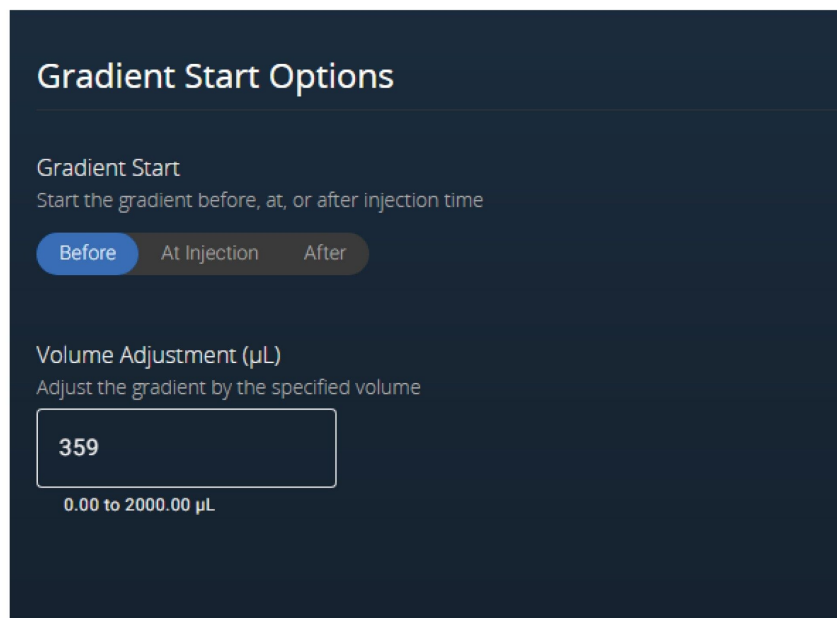 Gradient Start Options
Gradient Start
Start the gradient before, at, or after injection time
Before At Injection After
Volume Adjustment (µL)
Adjust the gradient by the specified volume
359
0.00 to 2000.00 µL